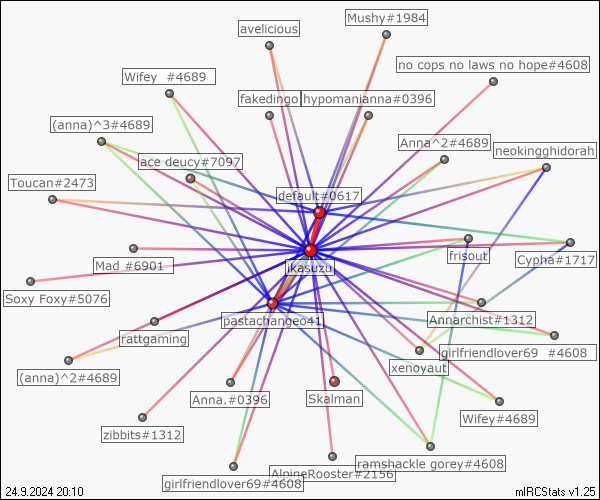 Mushy#1984
avelicious
no cops no laws no hope#4608
Wifey #4689
fakedingo
hypomanianna#0396
(anna)^3#4689
Anna^2#4689
neokingghidorah
ace deucy#7097
Toucan#2473
default#0617
frisout
Cypha#1717
Mad #6901
ikasuzu
Soxy Foxy#5076
pastachangeo41
Annarchist#1312
rattgaming
girlfriendlover69 #4608
xenoyaut
(anna)^2#4689
Anna.#0396
Skalman
Wifey#4689
zibbits#1312
ramshackle gorey#4608
AlpineRooster#2156
girlfriendlover69#4608
24.9.2024 20:10
mIRCStats v1.25